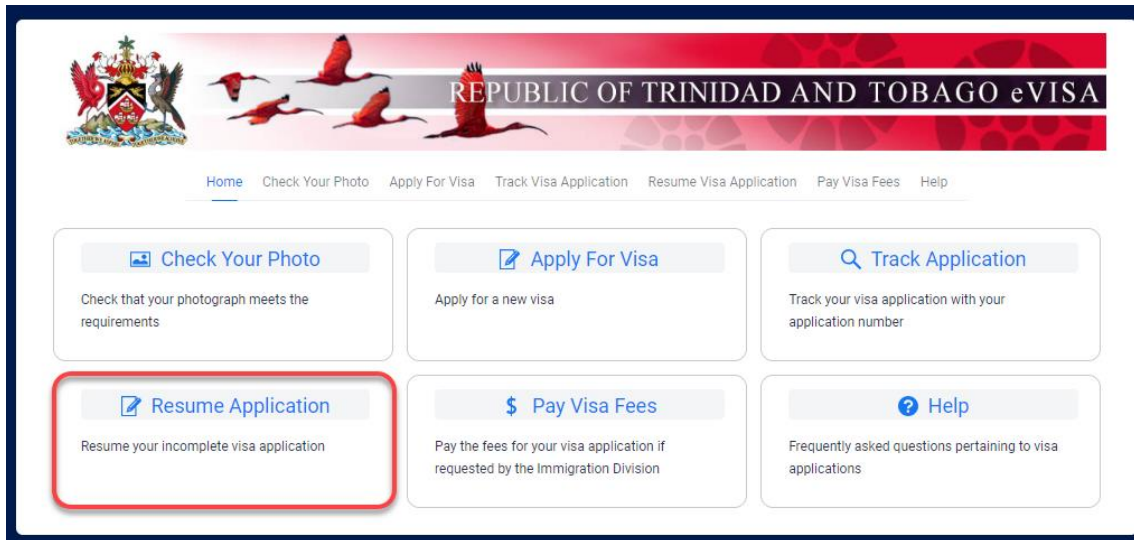 REPUBLIC OF TRINIDAD AND TOBAGO eVISA
Home Check Your Photo Apply For Visa Track Visa Application Resume Visa Application Pay Visa Fees Help
Check Your Photo
Check that your photograph meets the
requirements
Apply For Visa
Apply for a new visa
Track Application
Track your visa application with your
application number
Resume Application
Resume your incomplete visa application
$ Pay Visa Fees
Pay the fees for your visa application if
requested by the Immigration Division
? Help
Frequently asked questions pertaining to visa
applications